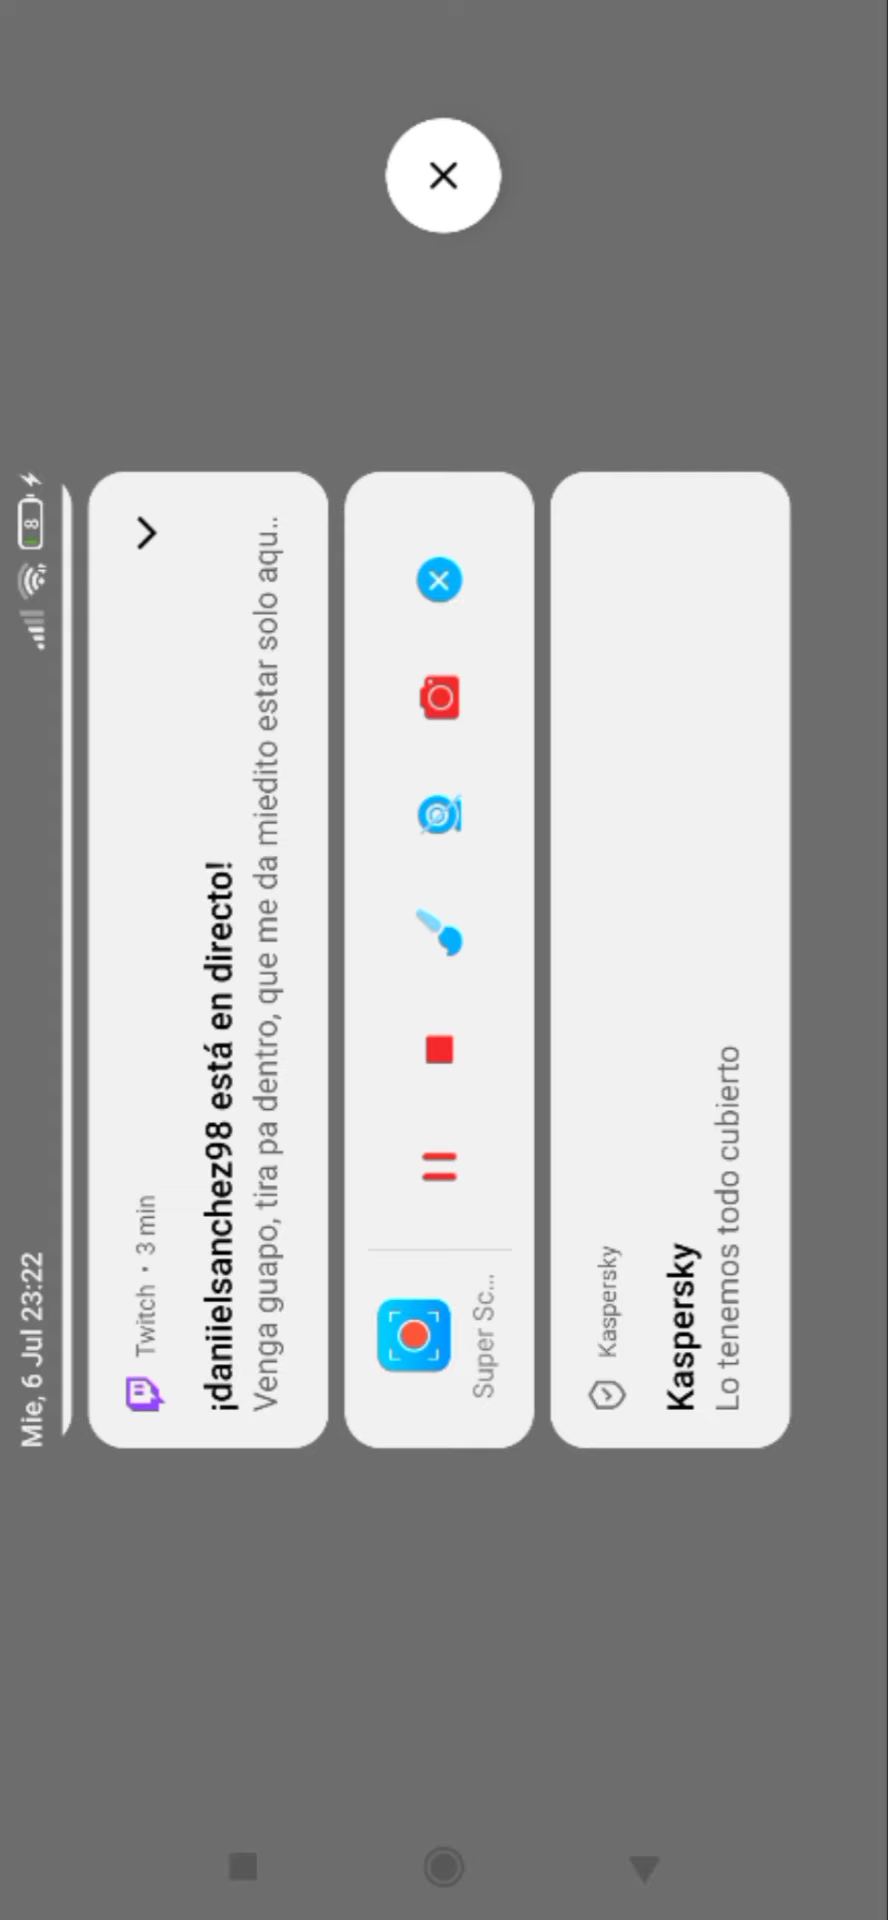 Mie, 6 Jul 23:22
8
Twitch • 3 min
¡daniielsanchez98 está en directo!
Venga guapo, tira pa dentro, que me da miedito estar solo aqu..
Super Sc...
Kaspersky
Kaspersky
Lo tenemos todo cubierto